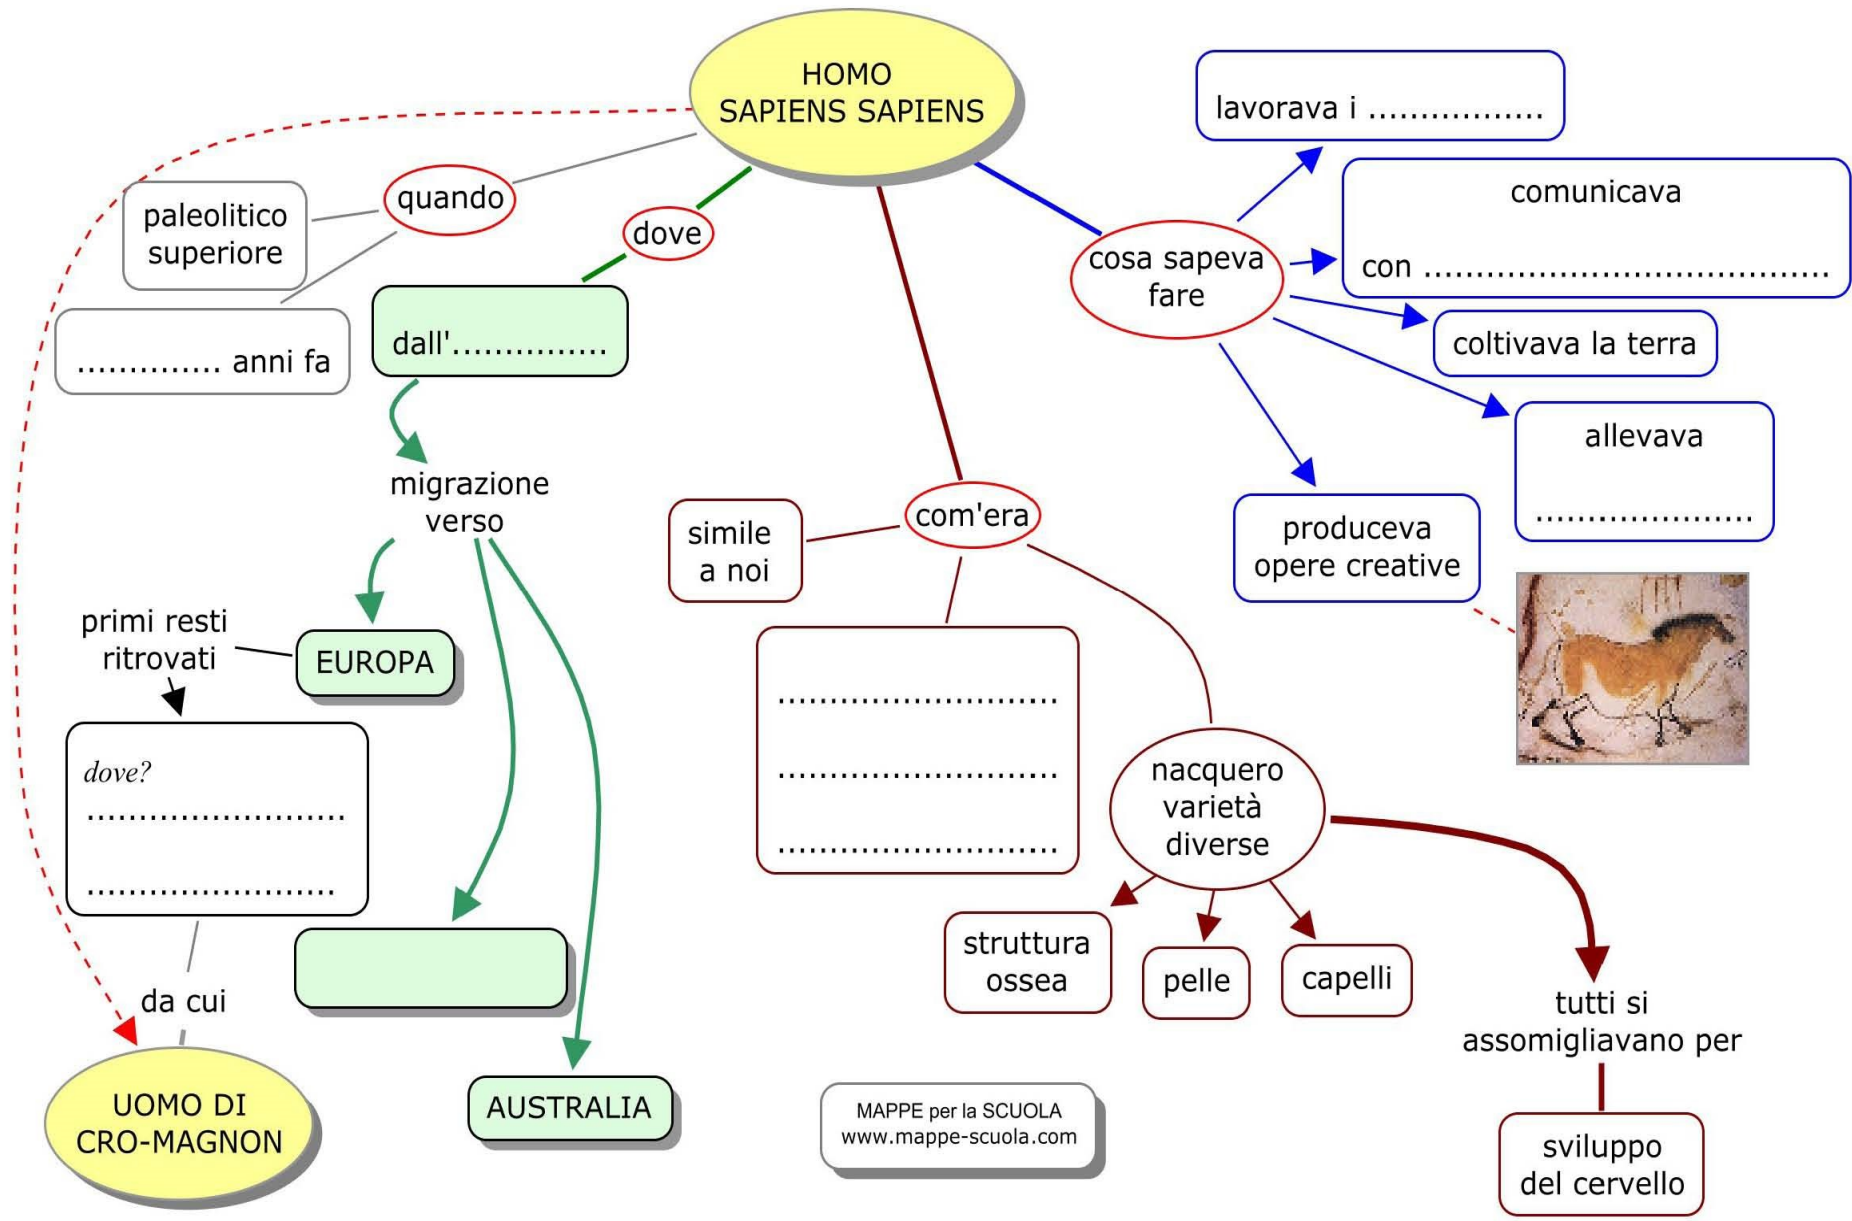 HOMO
SAPIENS SAPIENS
quando
paleolitico
superiore
.............. anni fa
dove
dall'...............
migrazione
verso
EUROPA
primi resti
ritrovati
dove?
.........................
........................
da cui
UOMO DI
CRO-MAGNON
AUSTRALIA
com'era
simile
a noi
...........................
...........................
...........................
nacquero
varietà
diverse
struttura
ossea
pelle
capelli
tutti si
assomigliavano per
sviluppo
del cervello
cosa sapeva
fare
lavorava i .................
comunicava
con .......................................
coltivava la terra
allevava
.....................
produceva
opere creative
MAPPE per la SCUOLA
www.mappe-scuola.com